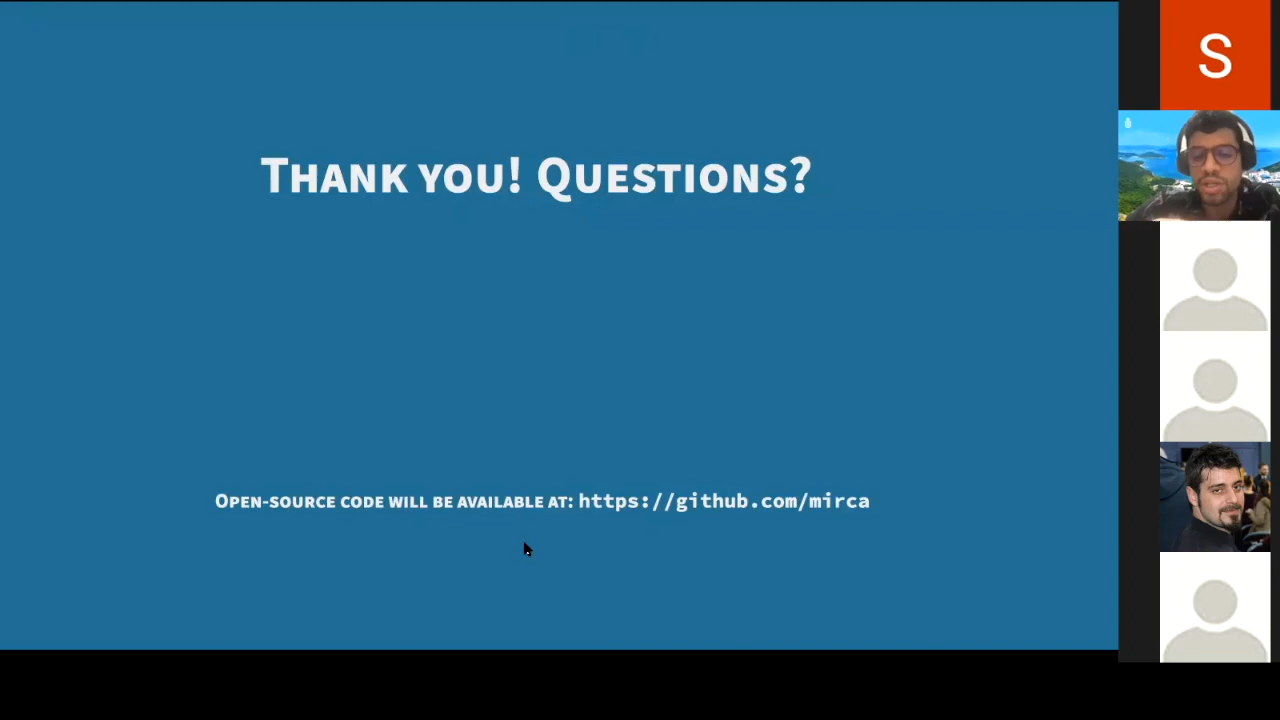 Thank you! Questions?
Open-source code will be available at: https://github.com/mirca
S